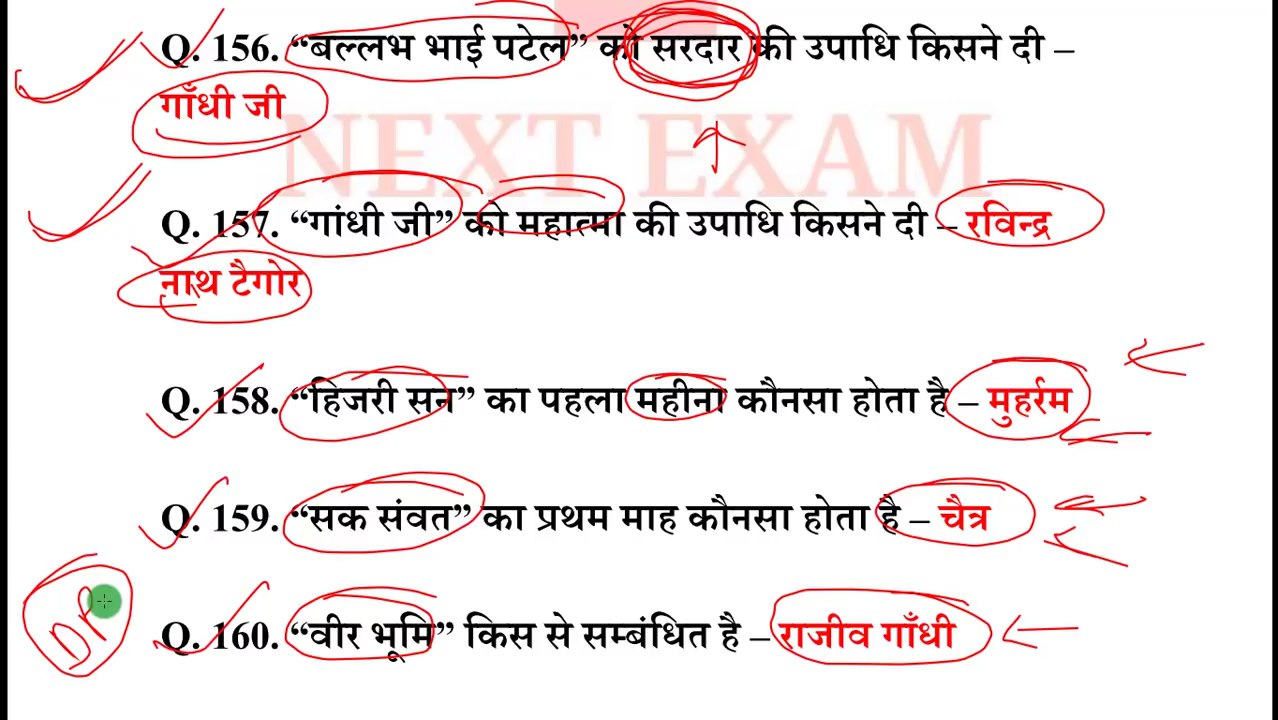 Q. 156. “बल्लभ भाई पटेल” को सरदार की उपाधि किसने दी –
गाँधी जी
NEXT EXAM
Q. 157. “गांधी जी” को महात्मा की उपाधि किसने दी – रविन्द्र
नाथ टैगोर
Q. 158. “हिजरी सन” का पहला महीना कौनसा होता है – मुहर्रम
Q. 159. “सक संवत” का प्रथम माह कौनसा होता है – चैत्र
Q. 160. “वीर भूमि” किस से सम्बंधित है – राजीव गाँधी